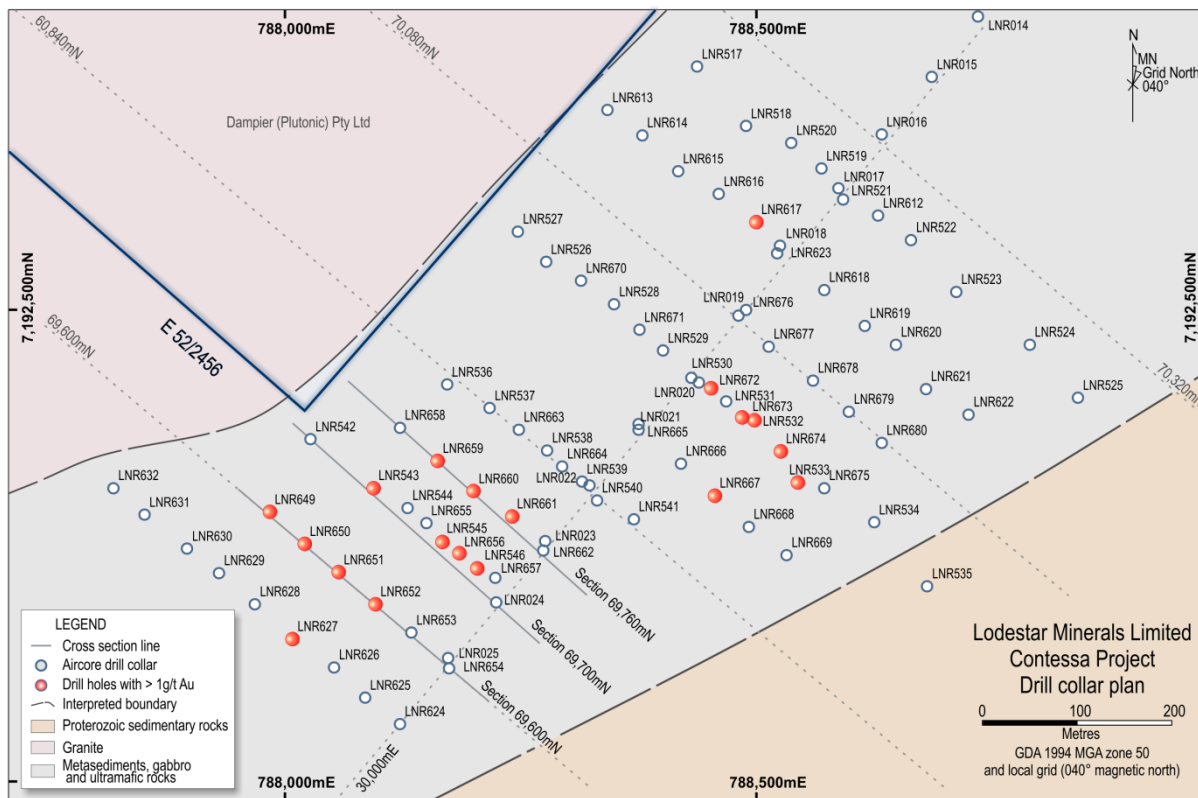 788,000mE
788,500mE
60,840mN
70,080mN
LNR014
LNR517
LNR015
N
MN
Grid North
040°
LNR613
Dampier (Plutonic) Pty Ltd
LNR614
LNR518
LNR520
LNR016
LNR615
LNR519
LNR616
LNR017
LNR521
LNR617
LNR612
LNR527
LNR018
LNR522
LNR526
LNR623
LNR670
LNR618
LNR523
7,192,500mN
LNR528
LNR019
LNR676
7,192,500mN
69,600mN
E 52/2456
LNR671
LNR619
LNR529
LNR677
LNR620
LNR524
LNR530
70,320mN
LNR536
LNR020
LNR672
LNR678
LNR621
LNR525
LNR537
LNR531
LNR658
LNR663
LNR021
LNR673
LNR679
LNR622
LNR542
LNR665
LNR532
LNR659
LNR538
LNR680
LNR664
LNR666
LNR674
LNR632
LNR543
LNR660
LNR022
LNR539
LNR533
LNR675
LNR631
LNR649
LNR544
LNR661
LNR540
LNR667
LNR655
LNR541
LNR534
LNR630
LNR650
LNR545
LNR023
LNR668
LNR656
LNR662
LNR629
LNR651
LNR546
LNR669
LNR657
LNR535
LNR628
LNR652
LNR024
Section 69,760mN
LNR627
LNR653
Section 69,700mN
LNR626
LNR025
LNR654
LNR625
Section 69,600mN
LNR624
30,000mE
LEGEND
Cross section line
Aircore drill collar
Drill holes with > 1g/t Au
Interpreted boundary
Proterozoic sedimentary rocks
Granite
Metasediments, gabbro
and ultramafic rocks
Lodestar Minerals Limited
Contessa Project
Drill collar plan
0 100 200
Metres
GDA 1994 MGA zone 50
and local grid (040° magnetic north)
788,000mE
788,500mE